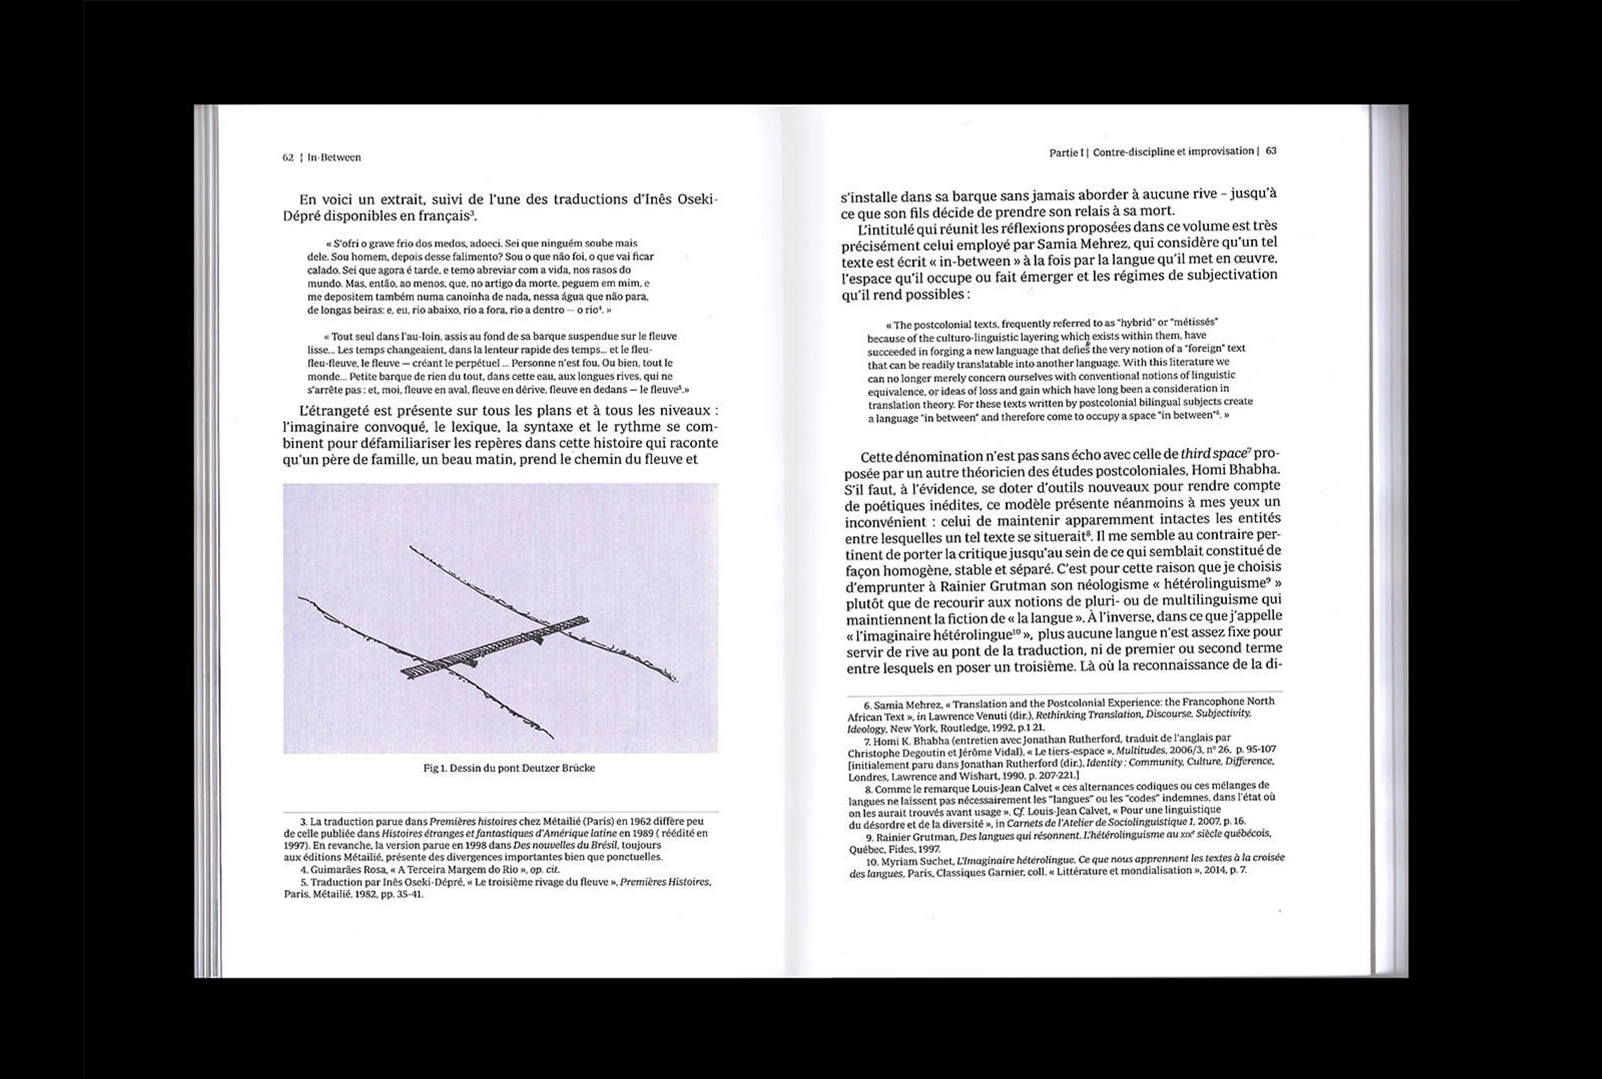 62 | In-Between
En voici un extrait, suivi de l'une des traductions d'Inês Oseki-
Dépré disponibles en français³.
« S'ofri o grave frio dos medos, adoeci. Sei que ninguém soube mais
dele. Sou homem, depois desse falimento? Sou o que não foi, o que vai ficar
calado. Sei que agora é tarde, e temo abreviar com a vida, nos rasos do
mundo. Mas, então, ao menos, que, no artigo da morte, peguem em mim, e
me depositem também numa canoinha de nada, nessa água que não para,
de longas beiras: e, eu, rio abaixo, rio a fora, rio a dentro — o rio⁴. »
« Tout seul dans l'au-loin, assis au fond de sa barque suspendue sur le fleuve
lisse... Les temps changeaient, dans la lenteur rapide des temps... et le fleu-
fleu-fleuve, le fleuve — créant le perpétuel ... Personne n'est fou. Ou bien, tout le
monde... Petite barque de rien du tout, dans cette eau, aux longues rives, qui ne
s'arrête pas : et, moi, fleuve en aval, fleuve en dérive, fleuve en dedans — le fleuve⁵.»
L'étrangeté est présente sur tous les plans et à tous les niveaux :
l'imaginaire convoqué, le lexique, la syntaxe et le rythme se com-
binent pour défamiliariser les repères dans cette histoire qui raconte
qu'un père de famille, un beau matin, prend le chemin du fleuve et
Fig 1. Dessin du pont Deutzer Brücke
3. La traduction parue dans Premières histoires chez Métailié (Paris) en 1962 diffère peu
de celle publiée dans Histoires étranges et fantastiques d'Amérique latine en 1989 ( réédité en
1997). En revanche, la version parue en 1998 dans Des nouvelles du Brésil, toujours
aux éditions Métailié, présente des divergences importantes bien que ponctuelles.
4. Guimarães Rosa, « A Terceira Margem do Rio », op. cit.
5. Traduction par Inês Oseki-Dépré, « Le troisième rivage du fleuve », Premières Histoires,
Paris, Métailié, 1982, pp. 35-41.
Partie I | Contre-discipline et improvisation | 63
s'installe dans sa barque sans jamais aborder à aucune rive – jusqu'à
ce que son fils décide de prendre son relais à sa mort.
L'intitulé qui réunit les réflexions proposées dans ce volume est très
précisément celui employé par Samia Mehrez, qui considère qu'un tel
texte est écrit « in-between » à la fois par la langue qu'il met en œuvre,
l'espace qu'il occupe ou fait émerger et les régimes de subjectivation
qu'il rend possibles :
« The postcolonial texts, frequently referred to as "hybrid" or "métissés"
because of the culturo-linguistic layering which exists within them, have
succeeded in forging a new language that defies the very notion of a "foreign" text
that can be readily translatable into another language. With this literature we
can no longer merely concern ourselves with conventional notions of linguistic
equivalence, or ideas of loss and gain which have long been a consideration in
translation theory. For these texts written by postcolonial bilingual subjects create
a language "in between" and therefore come to occupy a space "in between"⁶. »
Cette dénomination n'est pas sans écho avec celle de third space⁷ pro-
posée par un autre théoricien des études postcoloniales, Homi Bhabha.
S'il faut, à l'évidence, se doter d'outils nouveaux pour rendre compte
de poétiques inédites, ce modèle présente néanmoins à mes yeux un
inconvénient : celui de maintenir apparemment intactes les entités
entre lesquelles un tel texte se situerait⁸. Il me semble au contraire per-
tinent de porter la critique jusqu'au sein de ce qui semblait constitué de
façon homogène, stable et séparé. C'est pour cette raison que je choisis
d'emprunter à Rainier Grutman son néologisme « hétérolinguisme⁹ »
plutôt que de recourir aux notions de pluri- ou de multilinguisme qui
maintiennent la fiction de « la langue ». À l'inverse, dans ce que j'appelle
« l'imaginaire hétérolingue¹⁰ », plus aucune langue n'est assez fixe pour
servir de rive au pont de la traduction, ni de premier ou second terme
entre lesquels en poser un troisième. Là où la reconnaissance de la di-
6. Samia Mehrez, « Translation and the Postcolonial Experience: the Francophone North
African Text », in Lawrence Venuti (dir.), Rethinking Translation, Discourse, Subjectivity,
Ideology, New York, Routledge, 1992, p.1 21.
7. Homi K. Bhabha (entretien avec Jonathan Rutherford, traduit de l'anglais par
Christophe Degoutin et Jérôme Vidal), « Le tiers-espace », Multitudes, 2006/3, n° 26, p. 95-107
[initialement paru dans Jonathan Rutherford (dir.), Identity : Community, Culture, Difference,
Londres, Lawrence and Wishart, 1990, p. 207-221.]
8. Comme le remarque Louis-Jean Calvet « ces alternances codiques ou ces mélanges de
langues ne laissent pas nécessairement les "langues" ou les "codes" indemnes, dans l'état où
on les aurait trouvés avant usage ». Cf. Louis-Jean Calvet, « Pour une linguistique
du désordre et de la diversité », in Carnets de l'Atelier de Sociolinguistique 1, 2007, p. 16.
9. Rainier Grutman, Des langues qui résonnent. L'hétérolinguisme au XIXᵉ siècle québécois,
Québec, Fides, 1997.
10. Myriam Suchet, L'Imaginaire hétérolingue. Ce que nous apprennent les textes à la croisée
des langues, Paris, Classiques Garnier, coll. « Littérature et mondialisation », 2014, p. 7.